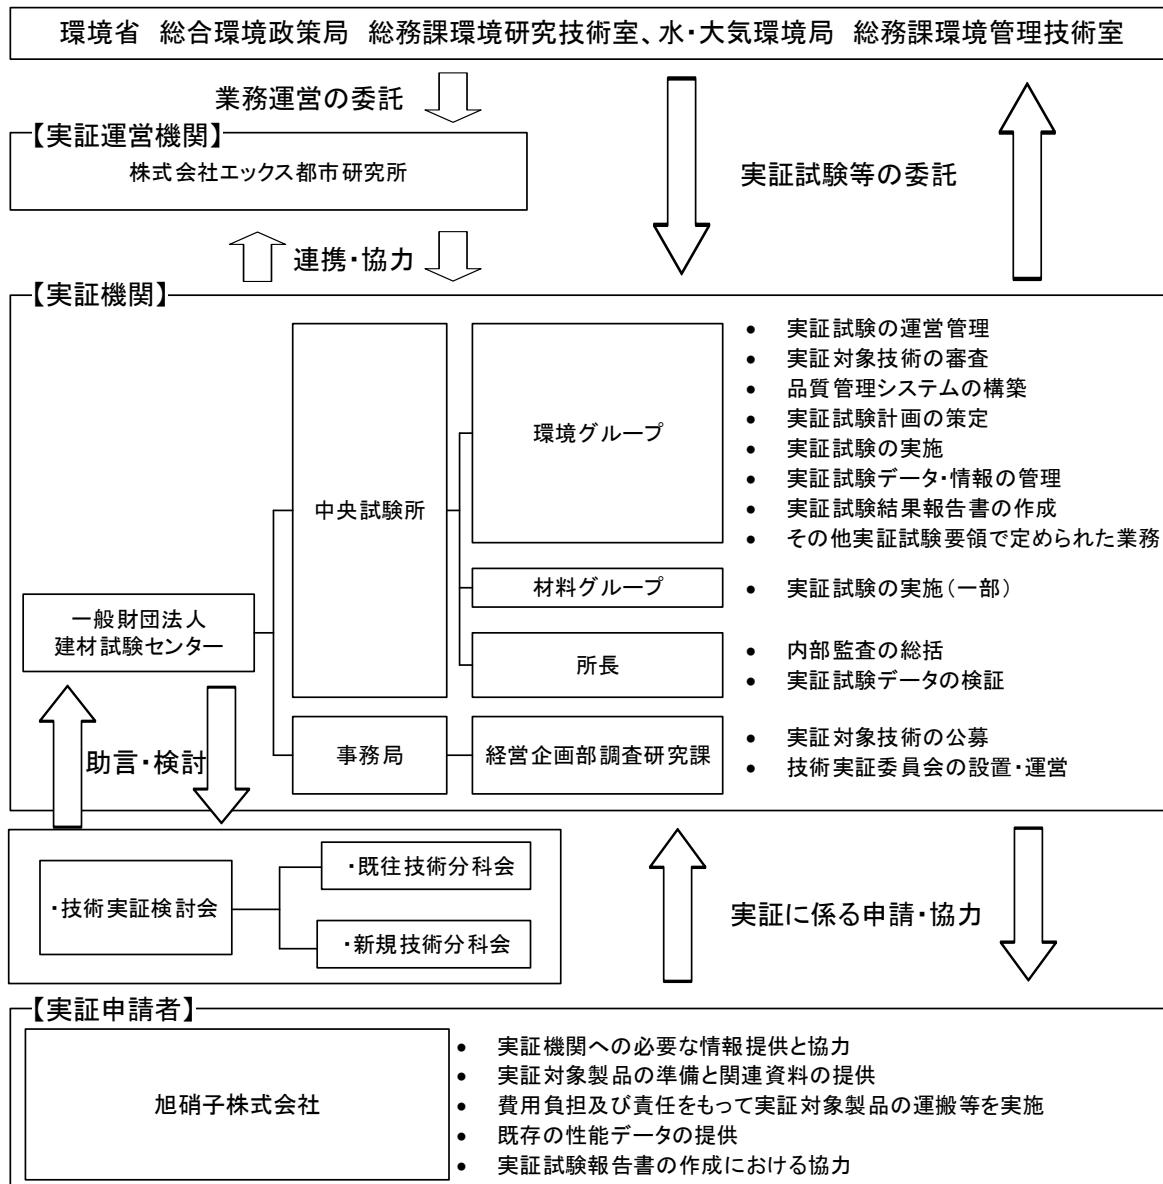 環境省　総合環境政策局　総務課環境研究技術室、水・大気環境局　総務課環境管理技術室
業務運営の委託
【実証運営機関】
株式会社エックス都市研究所
実証試験等の委託
連携・協力
【実証機関】
一般財団法人
建材試験センター
中央試験所
環境グループ
• 実証試験の運営管理
• 実証対象技術の審査
• 品質管理システムの構築
• 実証試験計画の策定
• 実証試験の実施
• 実証試験データ・情報の管理
• 実証試験結果報告書の作成
• その他実証試験要領で定められた業務
材料グループ
• 実証試験の実施（一部）
所長
• 内部監査の総括
• 実証試験データの検証
事務局
経営企画部調査研究課
• 実証対象技術の公募
• 技術実証委員会の設置・運営
助言・検討
・技術実証検討会
・既往技術分科会
・新規技術分科会
実証に係る申請・協力
【実証申請者】
旭硝子株式会社
• 実証機関への必要な情報提供と協力
• 実証対象製品の準備と関連資料の提供
• 費用負担及び責任をもって実証対象製品の運搬等を実施
• 既存の性能データの提供
• 実証試験報告書の作成における協力